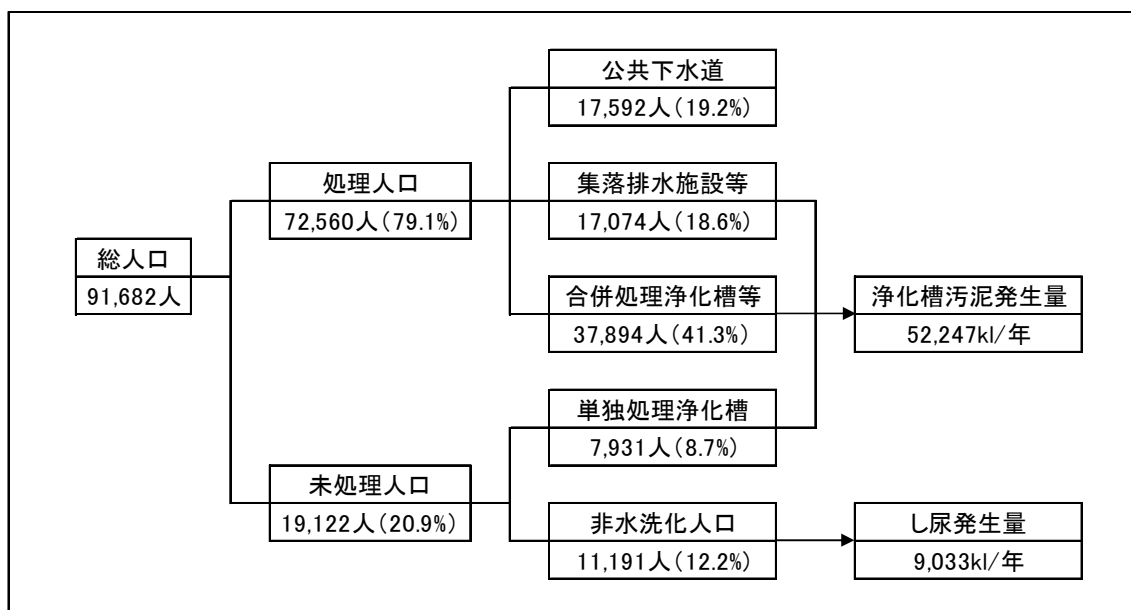 公共下水道
17,592人(19.2%)
処理人口
72,560人(79.1%)
集落排水施設等
17,074人(18.6%)
総人口
91,682人
合併処理浄化槽等
37,894人(41.3%)
浄化槽汚泥発生量
52,247kl/年
単独処理浄化槽
7,931人(8.7%)
未処理人口
19,122人(20.9%)
非水洗化人口
11,191人(12.2%)
し尿発生量
9,033kl/年